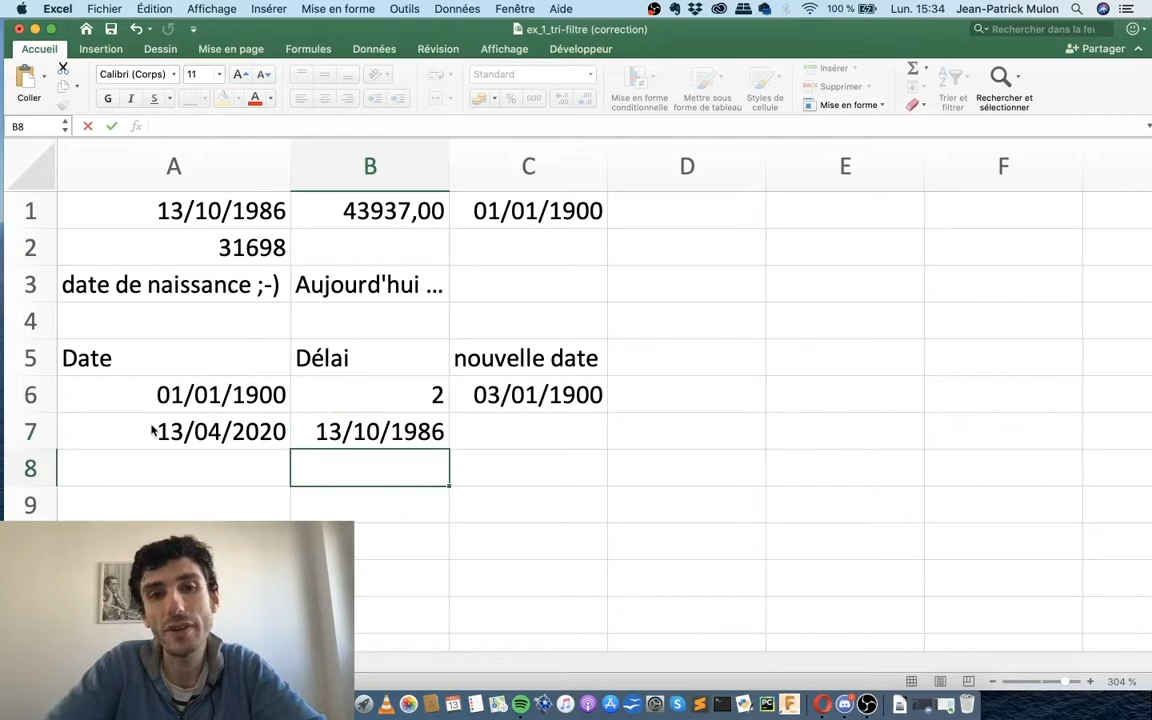 Excel Fichier Édition Affichage Insérer Mise en forme Outils Données Fenêtre Aide 100 % Lun. 15:34 Jean-Patrick Mulon
ex_1_tri-filtre (correction)
Rechercher dans la feu
Accueil Insertion Dessin Mise en page Formules Données Révision Affichage Développeur
Partager
Coller
Calibri (Corps) 11
G I S
Standard
% 000
Mise en forme conditionnelle
Mettre sous forme de tableau
Styles de cellule
Insérer
Supprimer
Mise en forme
Trier et filtrer
Rechercher et sélectionner
B8 fx
A B C D E F
1 13/10/1986 43937,00 01/01/1900
2 31698
3 date de naissance ;-) Aujourd'hui ...
4
5 Date Délai nouvelle date
6 01/01/1900 2 03/01/1900
7 13/04/2020 13/10/1986
8
9
304 %